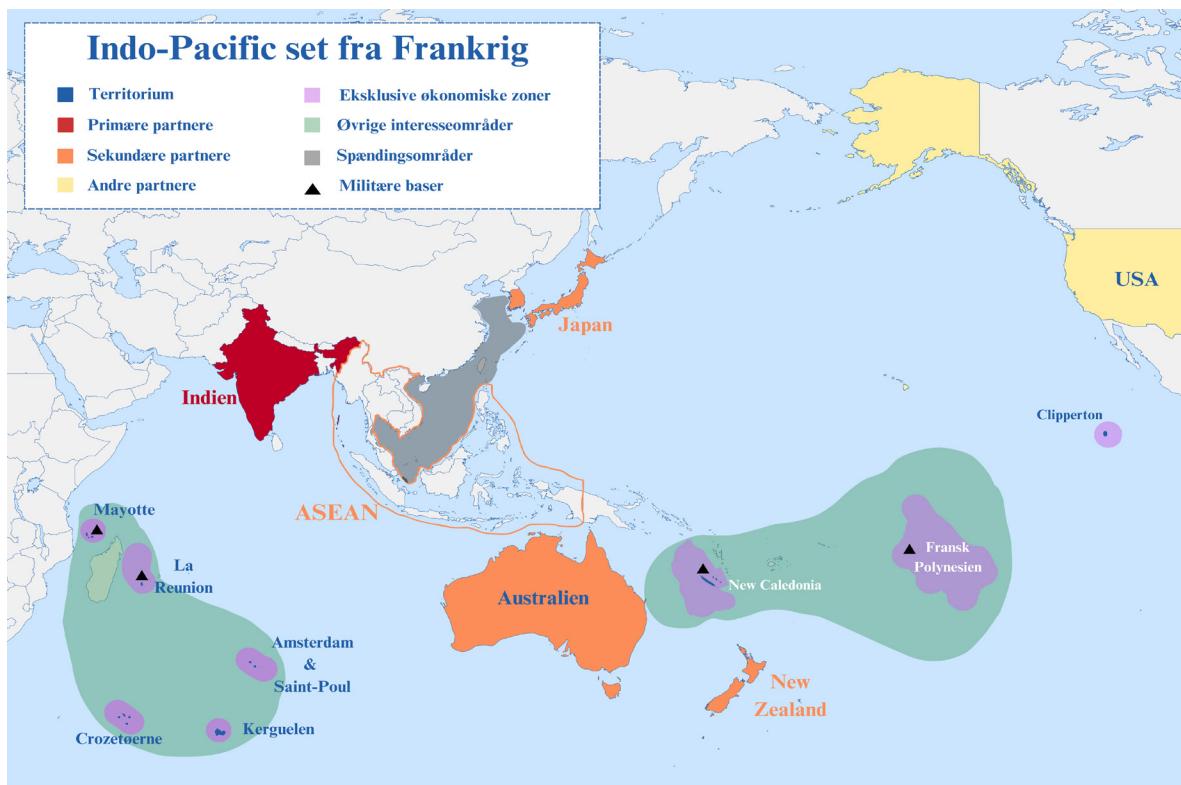 Indo-Pacific set fra Frankrig
Territorium
Primære partnere
Sekundære partnere
Andre partnere
Eksklusive økonomiske zoner
Øvrige interesseområder
Spændingsområder
Militære baser
USA
Japan
Indien
Clipperton
ASEAN
Mayotte
La
Reunion
Fransk
Polynesien
New Caledonia
Australien
Amsterdam
&
Saint-Poul
New
Zealand
Crozetøerne
Kerguelen